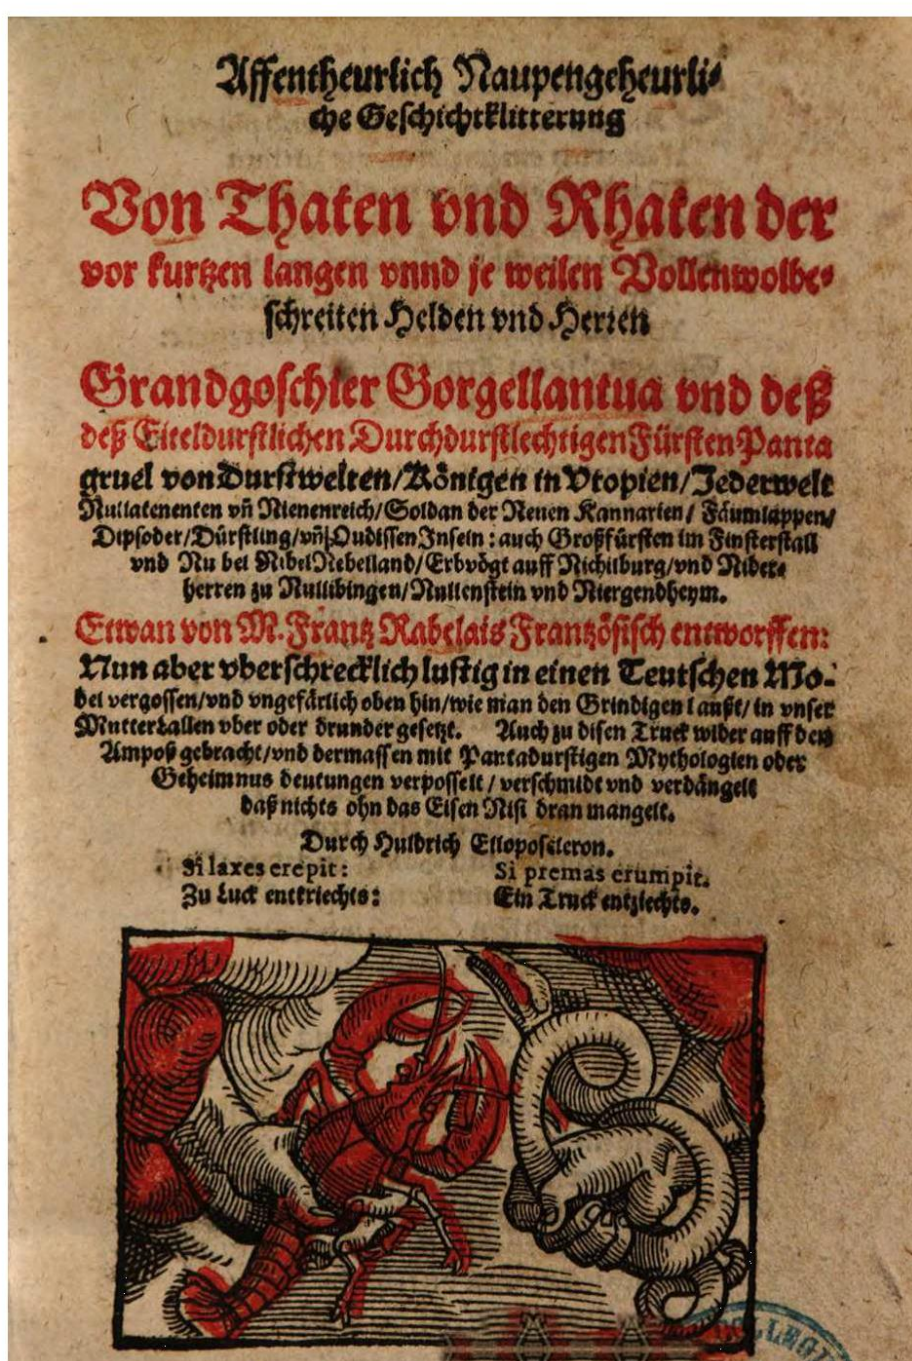 Affentheurlich Naupengeheurli⸗
che Geschichtklitterung
Von Thaten vnd Rhaten der
vor kurtzen langen vnnd je weilen Vollenwolbe⸗
schreiten Helden vnd Herren
Grandgoschier Gorgellantua vnd deß
deß Eiteldurstlichen Durchdurstlechtigen Fürsten Panta
gruel von Durstwelten/Königen in Vtopien/Jederwelt
Nullatenenten vñ Nienenreich/Soldan der Neuen Kannarien/ Fäumlappen/
Dipsoder/Dürstling/vñ Oudissen Inseln: auch Großfürsten im Finsterstall
vnd Nu bel NibelNebelland/Erbvögt auff Nichilburg/vnd Nider⸗
herren zu Nullibingen/Nullenstein vnd Niergendheym.
Etwan von M. Frantz Rabelais Frantzösisch entworffen:
Nun aber vberschrecklich lustig in einen Teutschen Mo⸗
del vergossen/vnd vngefärlich oben hin/wie man den Grindigen laußt/ in vnser
Mutterlallen vber oder drunder gesetzt. Auch zu disen Truck wider auff den
Ampoß gebracht/vnd dermassen mit Pantadurstigen Mythologien oder
Geheimnus deutungen verposselt/ verschmidt vnd verdängelt
daß nichts ohn das Eisen Nisi dran mangelt.
Durch Huldrich Elloposcleron.
Si laxes erepit: Si premas erumpit.
Zu Luck entkriechts: Ein Truck entziechts.